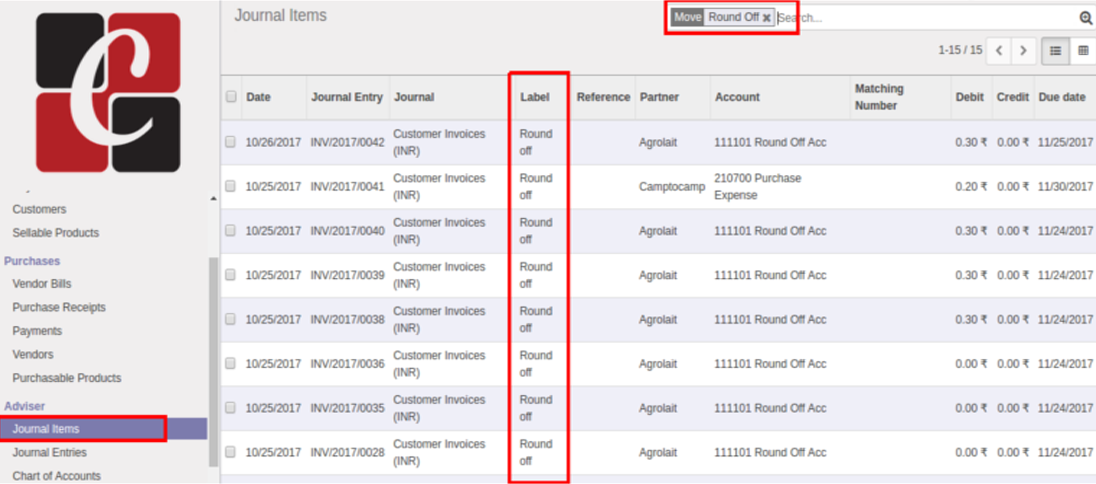 C
Journal Items
Move Round Off × Search...
1-15 / 15
Customers
Sellable Products
Purchases
Vendor Bills
Purchase Receipts
Payments
Vendors
Purchasable Products
Adviser
Journal Items
Journal Entries
Chart of Accounts
Date Journal Entry Journal Label Reference Partner Account Matching Number Debit Credit Due date
10/26/2017 INV/2017/0042 Customer Invoices (INR) Round off Agrolait 111101 Round Off Acc 0.30 ₹ 0.00 ₹ 11/25/2017
10/25/2017 INV/2017/0041 Customer Invoices (INR) Round off Camptocamp 210700 Purchase Expense 0.20 ₹ 0.00 ₹ 11/30/2017
10/25/2017 INV/2017/0040 Customer Invoices (INR) Round off Agrolait 111101 Round Off Acc 0.30 ₹ 0.00 ₹ 11/24/2017
10/25/2017 INV/2017/0039 Customer Invoices (INR) Round off Agrolait 111101 Round Off Acc 0.30 ₹ 0.00 ₹ 11/24/2017
10/25/2017 INV/2017/0038 Customer Invoices (INR) Round off Agrolait 111101 Round Off Acc 0.30 ₹ 0.00 ₹ 11/24/2017
10/25/2017 INV/2017/0036 Customer Invoices (INR) Round off Agrolait 111101 Round Off Acc 0.00 ₹ 0.00 ₹ 11/24/2017
10/25/2017 INV/2017/0035 Customer Invoices (INR) Round off Agrolait 111101 Round Off Acc 0.00 ₹ 0.00 ₹ 11/24/2017
10/25/2017 INV/2017/0028 Customer Invoices (INR) Round off Agrolait 111101 Round Off Acc 0.00 ₹ 0.00 ₹ 11/24/2017